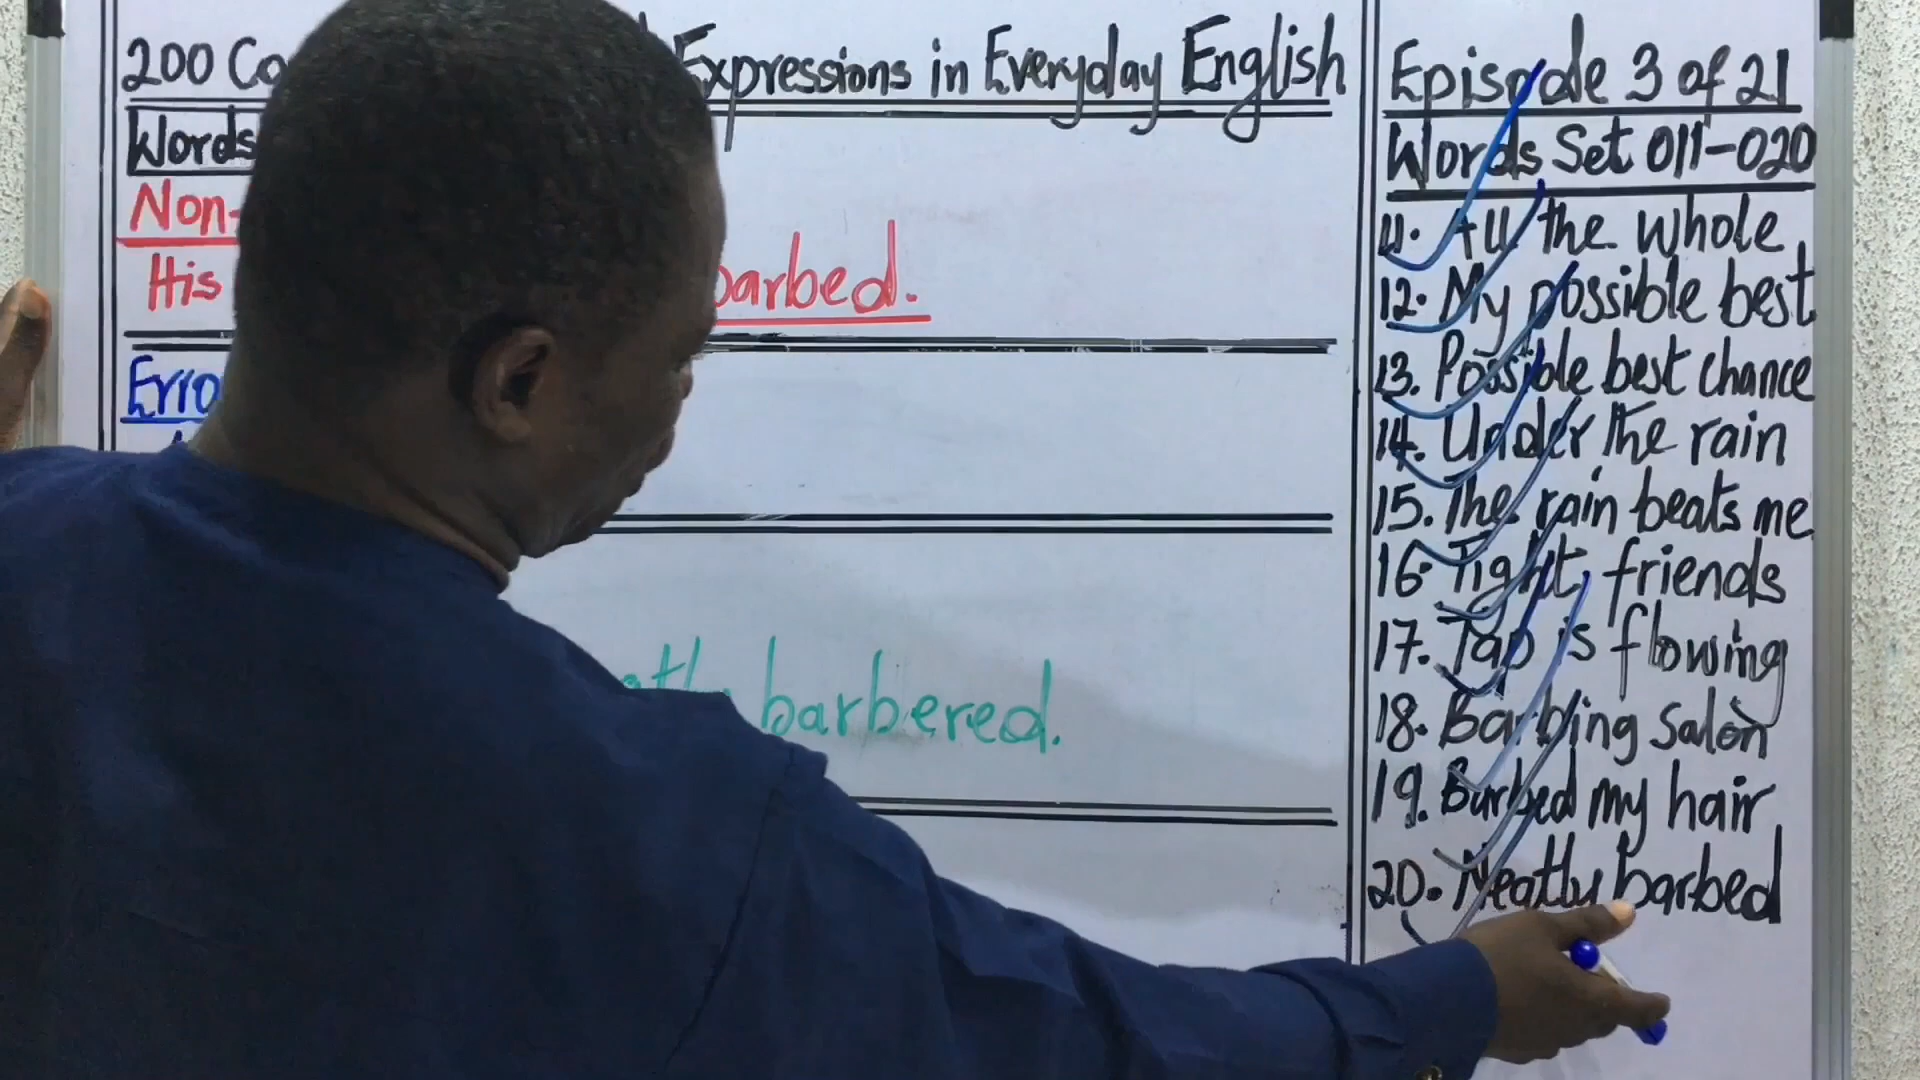 200 Co Expressions in Everyday English
Words
Non-
His barbed.
Erro
barbered.
Episode 3 of 21
Words Set 011-020
11. All the whole
12. My possible best
13. Possible best chance
14. Under the rain
15. The rain beats me
16. Tight friends
17. Tap is flowing
18. Barbing salon
19. Barbed my hair
20. Neatly barbed